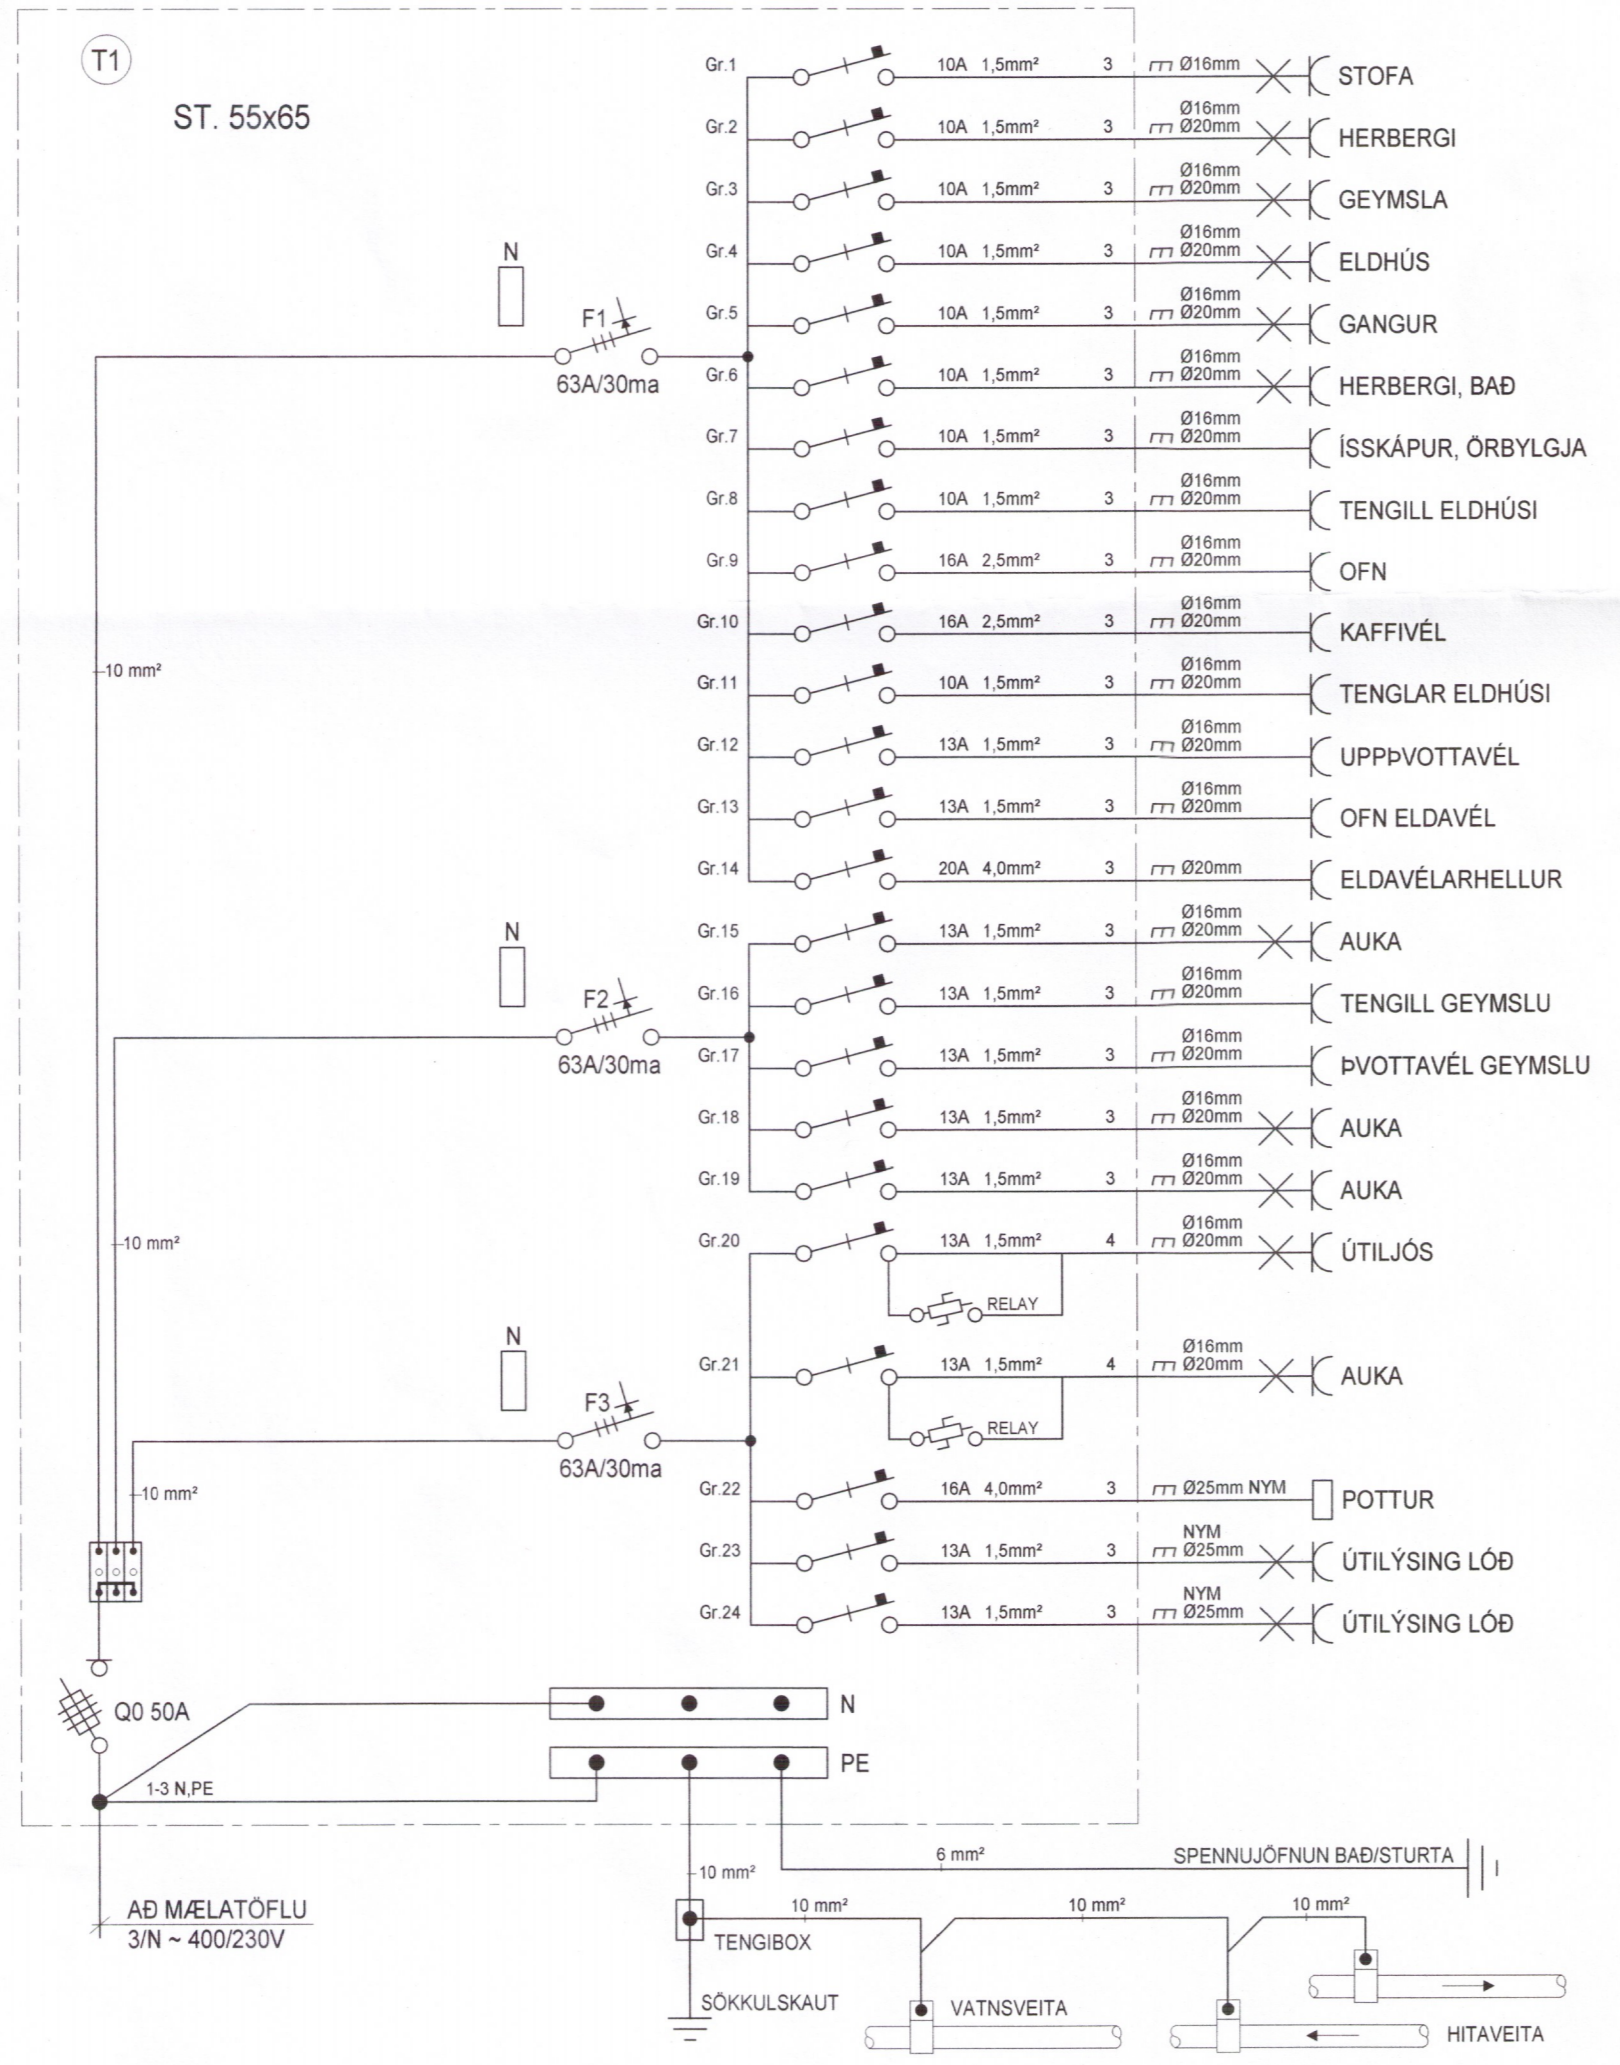 T1
ST. 55x65
Gr.1 10A 1,5mm² 3 Ø16mm STOFA
Ø16mm
Gr.2 10A 1,5mm² 3 Ø20mm HERBERGI
Ø16mm
Gr.3 10A 1,5mm² 3 Ø20mm GEYMSLA
Ø16mm
Gr.4 10A 1,5mm² 3 Ø20mm ELDHÚS
N
Ø16mm
Gr.5 10A 1,5mm² 3 Ø20mm GANGUR
F1
63A/30ma
Ø16mm
Gr.6 10A 1,5mm² 3 Ø20mm HERBERGI, BAÐ
Ø16mm
Gr.7 10A 1,5mm² 3 Ø20mm ÍSSKÁPUR, ÖRBYLGJA
Ø16mm
Gr.8 10A 1,5mm² 3 Ø20mm TENGILL ELDHÚSI
Ø16mm
Gr.9 16A 2,5mm² 3 Ø20mm OFN
Ø16mm
Gr.10 16A 2,5mm² 3 Ø20mm KAFFIVÉL
10 mm²
Ø16mm
Gr.11 10A 1,5mm² 3 Ø20mm TENGLAR ELDHÚSI
Ø16mm
Gr.12 13A 1,5mm² 3 Ø20mm UPPÞVOTTAVÉL
Ø16mm
Gr.13 13A 1,5mm² 3 Ø20mm OFN ELDAVÉL
Gr.14 20A 4,0mm² 3 Ø20mm ELDAVÉLARHELLUR
Ø16mm
Gr.15 13A 1,5mm² 3 Ø20mm AUKA
N
Ø16mm
Gr.16 13A 1,5mm² 3 Ø20mm TENGILL GEYMSLU
F2
63A/30ma
Ø16mm
Gr.17 13A 1,5mm² 3 Ø20mm ÞVOTTAVÉL GEYMSLU
Ø16mm
Gr.18 13A 1,5mm² 3 Ø20mm AUKA
Ø16mm
Gr.19 13A 1,5mm² 3 Ø20mm AUKA
10 mm²
Ø16mm
Gr.20 13A 1,5mm² 4 Ø20mm ÚTILJÓS
RELAY
N
Ø16mm
Gr.21 13A 1,5mm² 4 Ø20mm AUKA
F3
RELAY
63A/30ma
10 mm²
Gr.22 16A 4,0mm² 3 Ø25mm NYM POTTUR
NYM
Gr.23 13A 1,5mm² 3 Ø25mm ÚTILÝSING LÓÐ
NYM
Gr.24 13A 1,5mm² 3 Ø25mm ÚTILÝSING LÓÐ
Q0 50A
N
PE
1-3 N,PE
6 mm²
SPENNUJÖFNUN BAÐ/STURTA
10 mm²
AÐ MÆLATÖFLU
3/N ~ 400/230V
10 mm²
10 mm²
10 mm²
TENGIBOX
SÖKKULSKAUT
VATNSVEITA
HITAVEITA